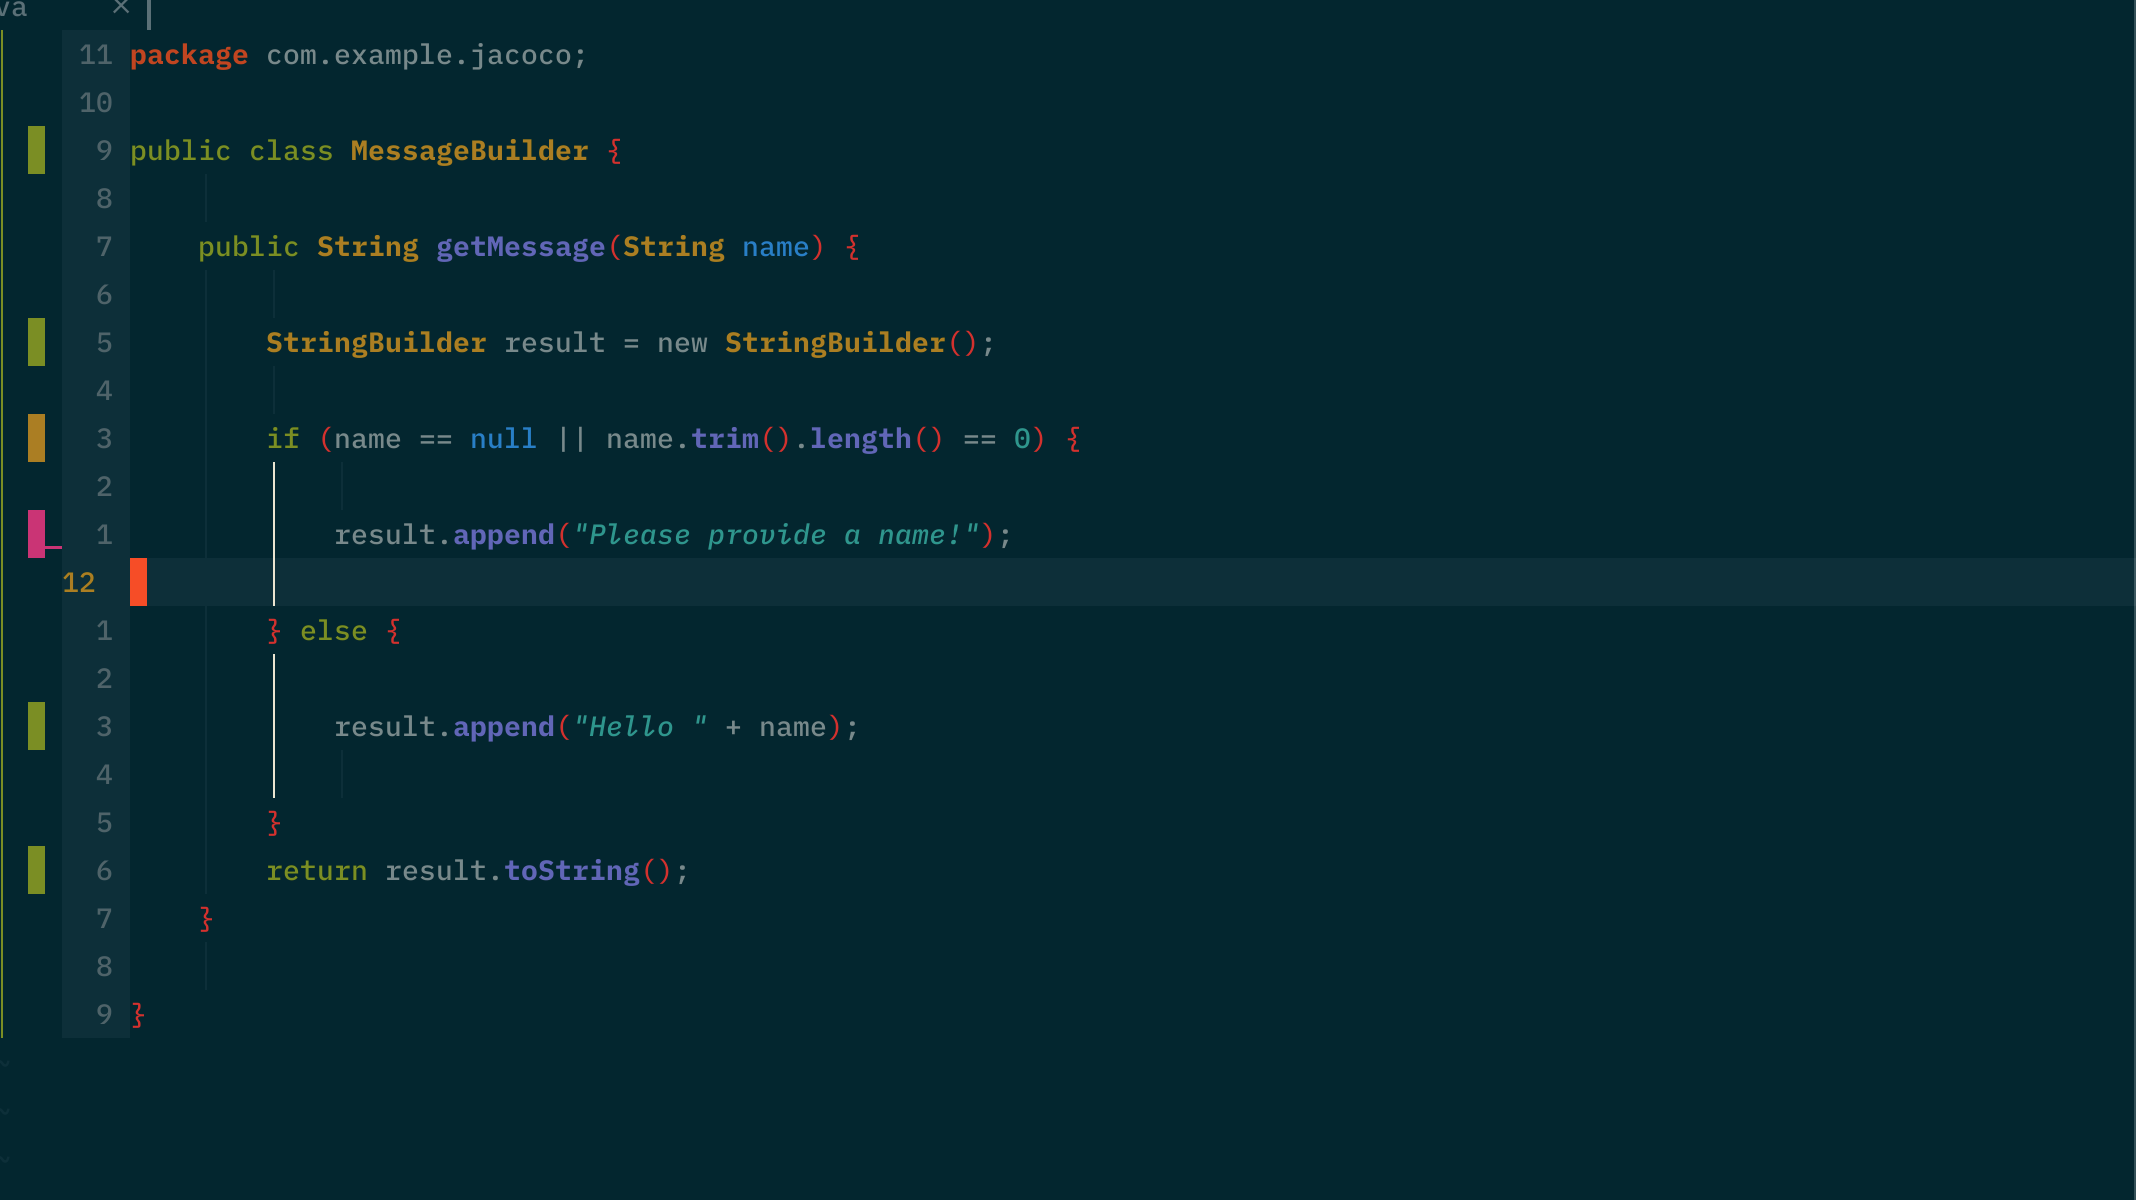 va ×
11 package com.example.jacoco;
10
9 public class MessageBuilder {
8
7     public String getMessage(String name) {
6
5         StringBuilder result = new StringBuilder();
4
3         if (name == null || name.trim().length() == 0) {
2
1             result.append("Please provide a name!");
12
1         } else {
2
3             result.append("Hello " + name);
4
5         }
6         return result.toString();
7     }
8
9 }